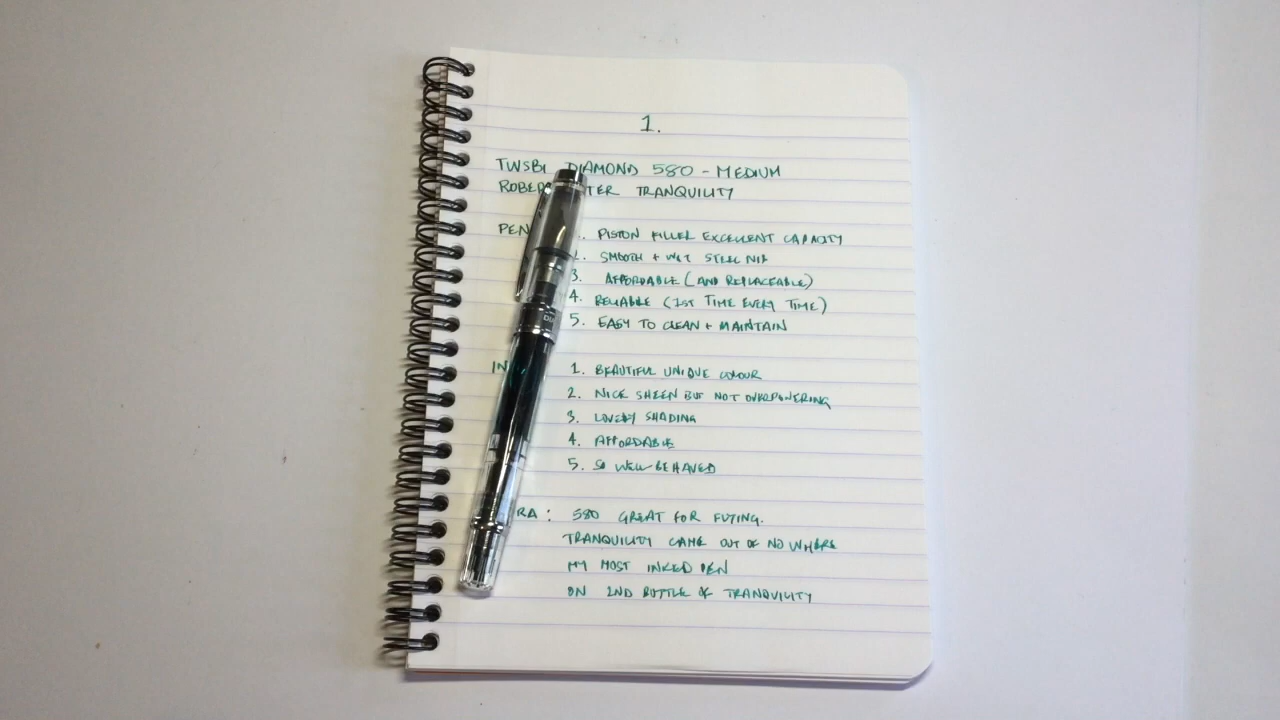 1.
TWSBI DIAMOND 580 - MEDIUM
TRANQUILITY
PEN
PISTON FILLER EXCELLENT CAPACITY
2. SMOOTH + WET STEEL NIB
3. AFFORDABLE (AND REPLACEABLE)
4. RELIABLE (1ST TIME EVERY TIME)
5. EASY TO CLEAN + MAINTAIN
1. BEAUTIFUL UNIQUE COLOUR
2. NICE SHEEN BUT NOT OVERPOWERING
3. LOVELY SHADING
4. AFFORDABLE
5. SO WELL BEHAVED
RA : 580 GREAT FOR FLYING.
TRANQUILITY CAME OUT OF NO WHERE
MY MOST INKED PEN
ON 2ND BOTTLE OF TRANQUILITY